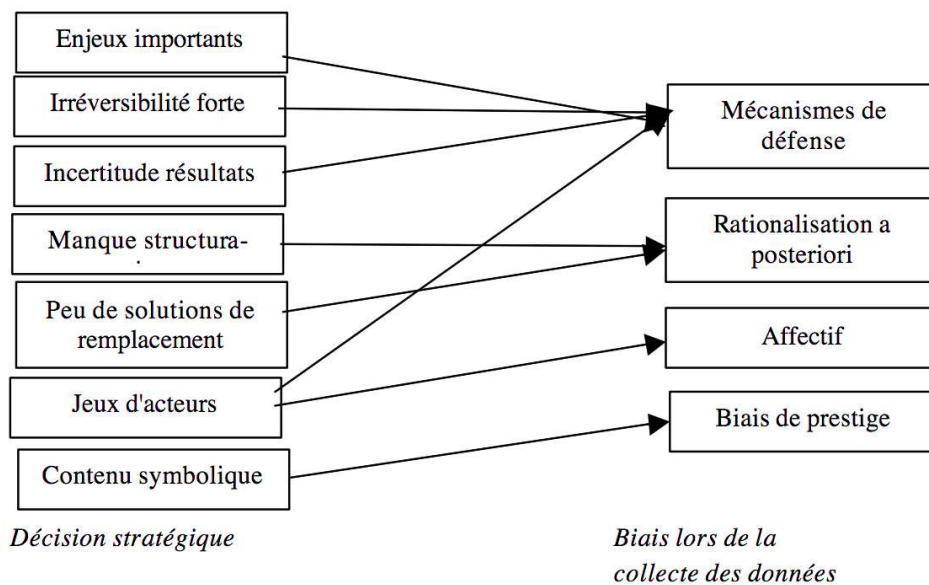 Enjeux importants
Irréversibilité forte
Incertitude résultats
Manque structura-
Peu de solutions de
remplacement
Jeux d'acteurs
Contenu symbolique
Décision stratégique
Mécanismes de
défense
Rationalisation a
posteriori
Affectif
Biais de prestige
Biais lors de la
collecte des données